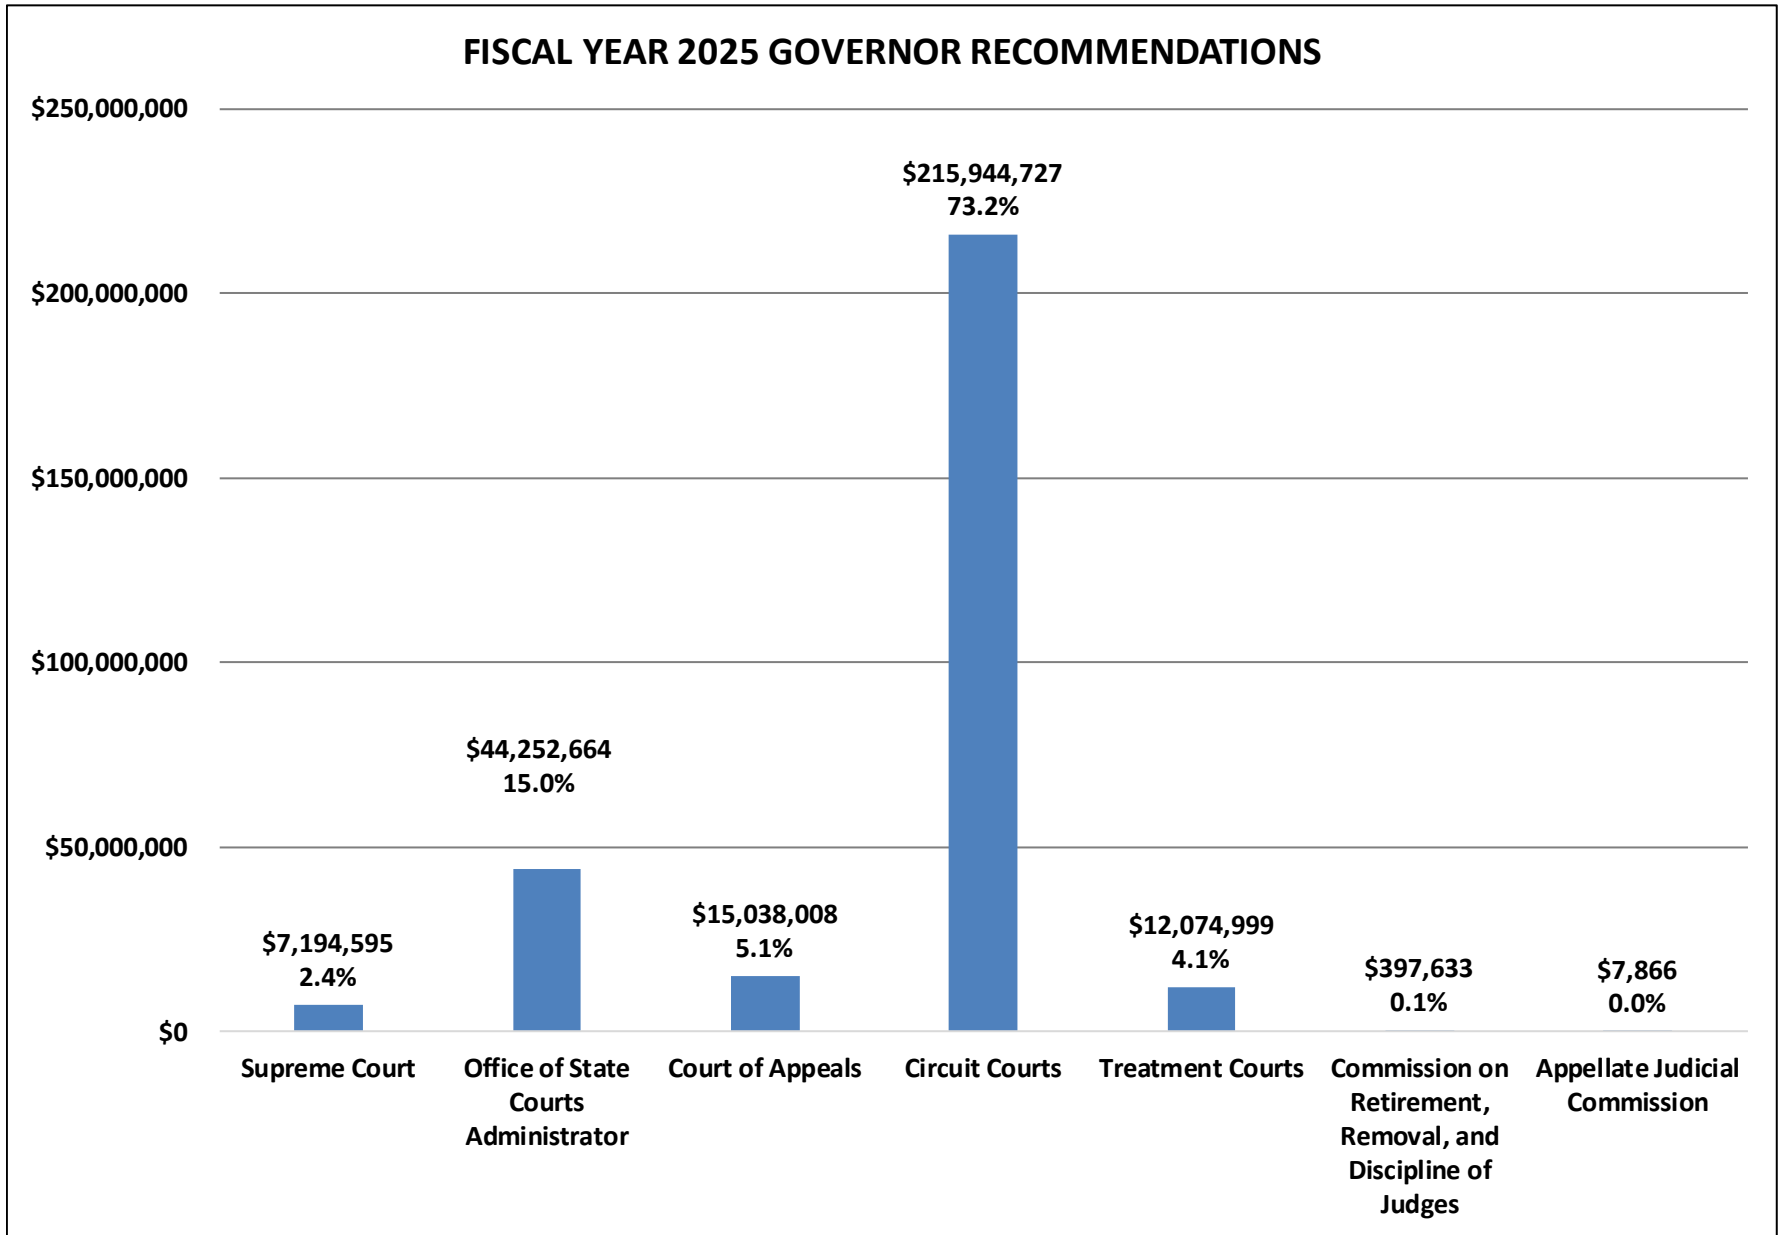 FISCAL YEAR 2025 GOVERNOR RECOMMENDATIONS
$250,000,000
$200,000,000
$150,000,000
$100,000,000
$50,000,000
$0
$7,194,595
2.4%
$44,252,664
15.0%
$15,038,008
5.1%
$215,944,727
73.2%
$12,074,999
4.1%
$397,633
0.1%
$7,866
0.0%
Supreme Court
Office of State
Courts
Administrator
Court of Appeals
Circuit Courts
Treatment Courts
Commission on
Retirement,
Removal, and
Discipline of
Judges
Appellate Judicial
Commission